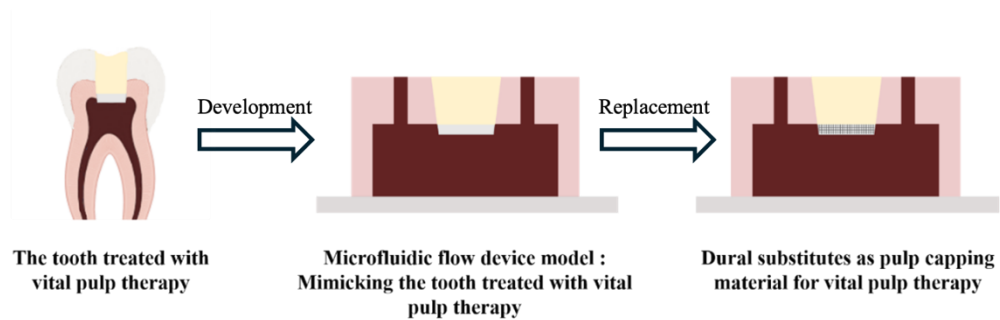 Development
Replacement
The tooth treated with
vital pulp therapy
Microfluidic flow device model :
Mimicking the tooth treated with vital
pulp therapy
Dural substitutes as pulp capping
material for vital pulp therapy